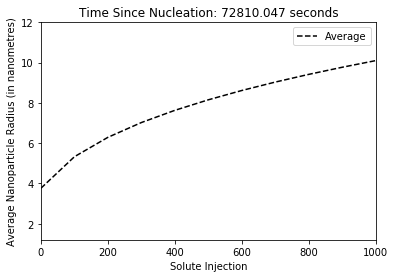 Time Since Nucleation: 72810.047 seconds
Average
Average Nanoparticle Radius (in nanometres)
12
10
8
6
4
2
0 200 400 600 800 1000
Solute Injection